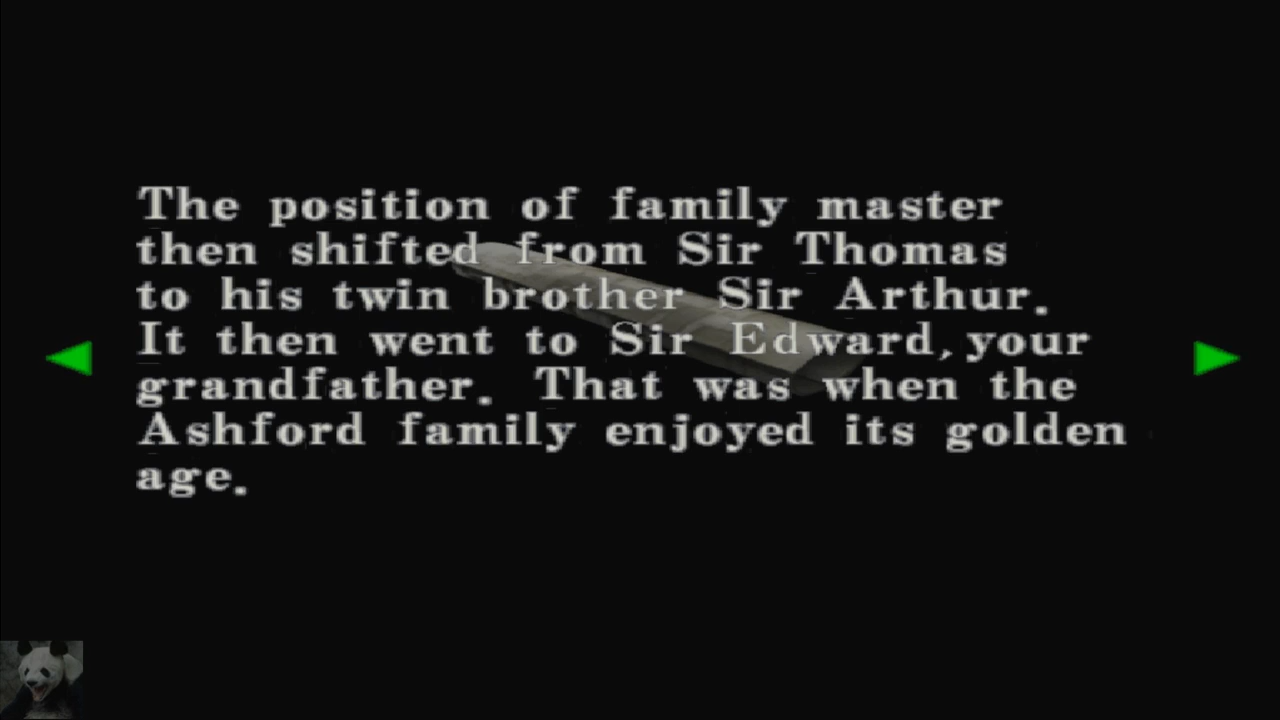 The position of family master
then shifted from Sir Thomas
to his twin brother Sir Arthur.
It then went to Sir Edward, your
grandfather. That was when the
Ashford family enjoyed its golden
age.